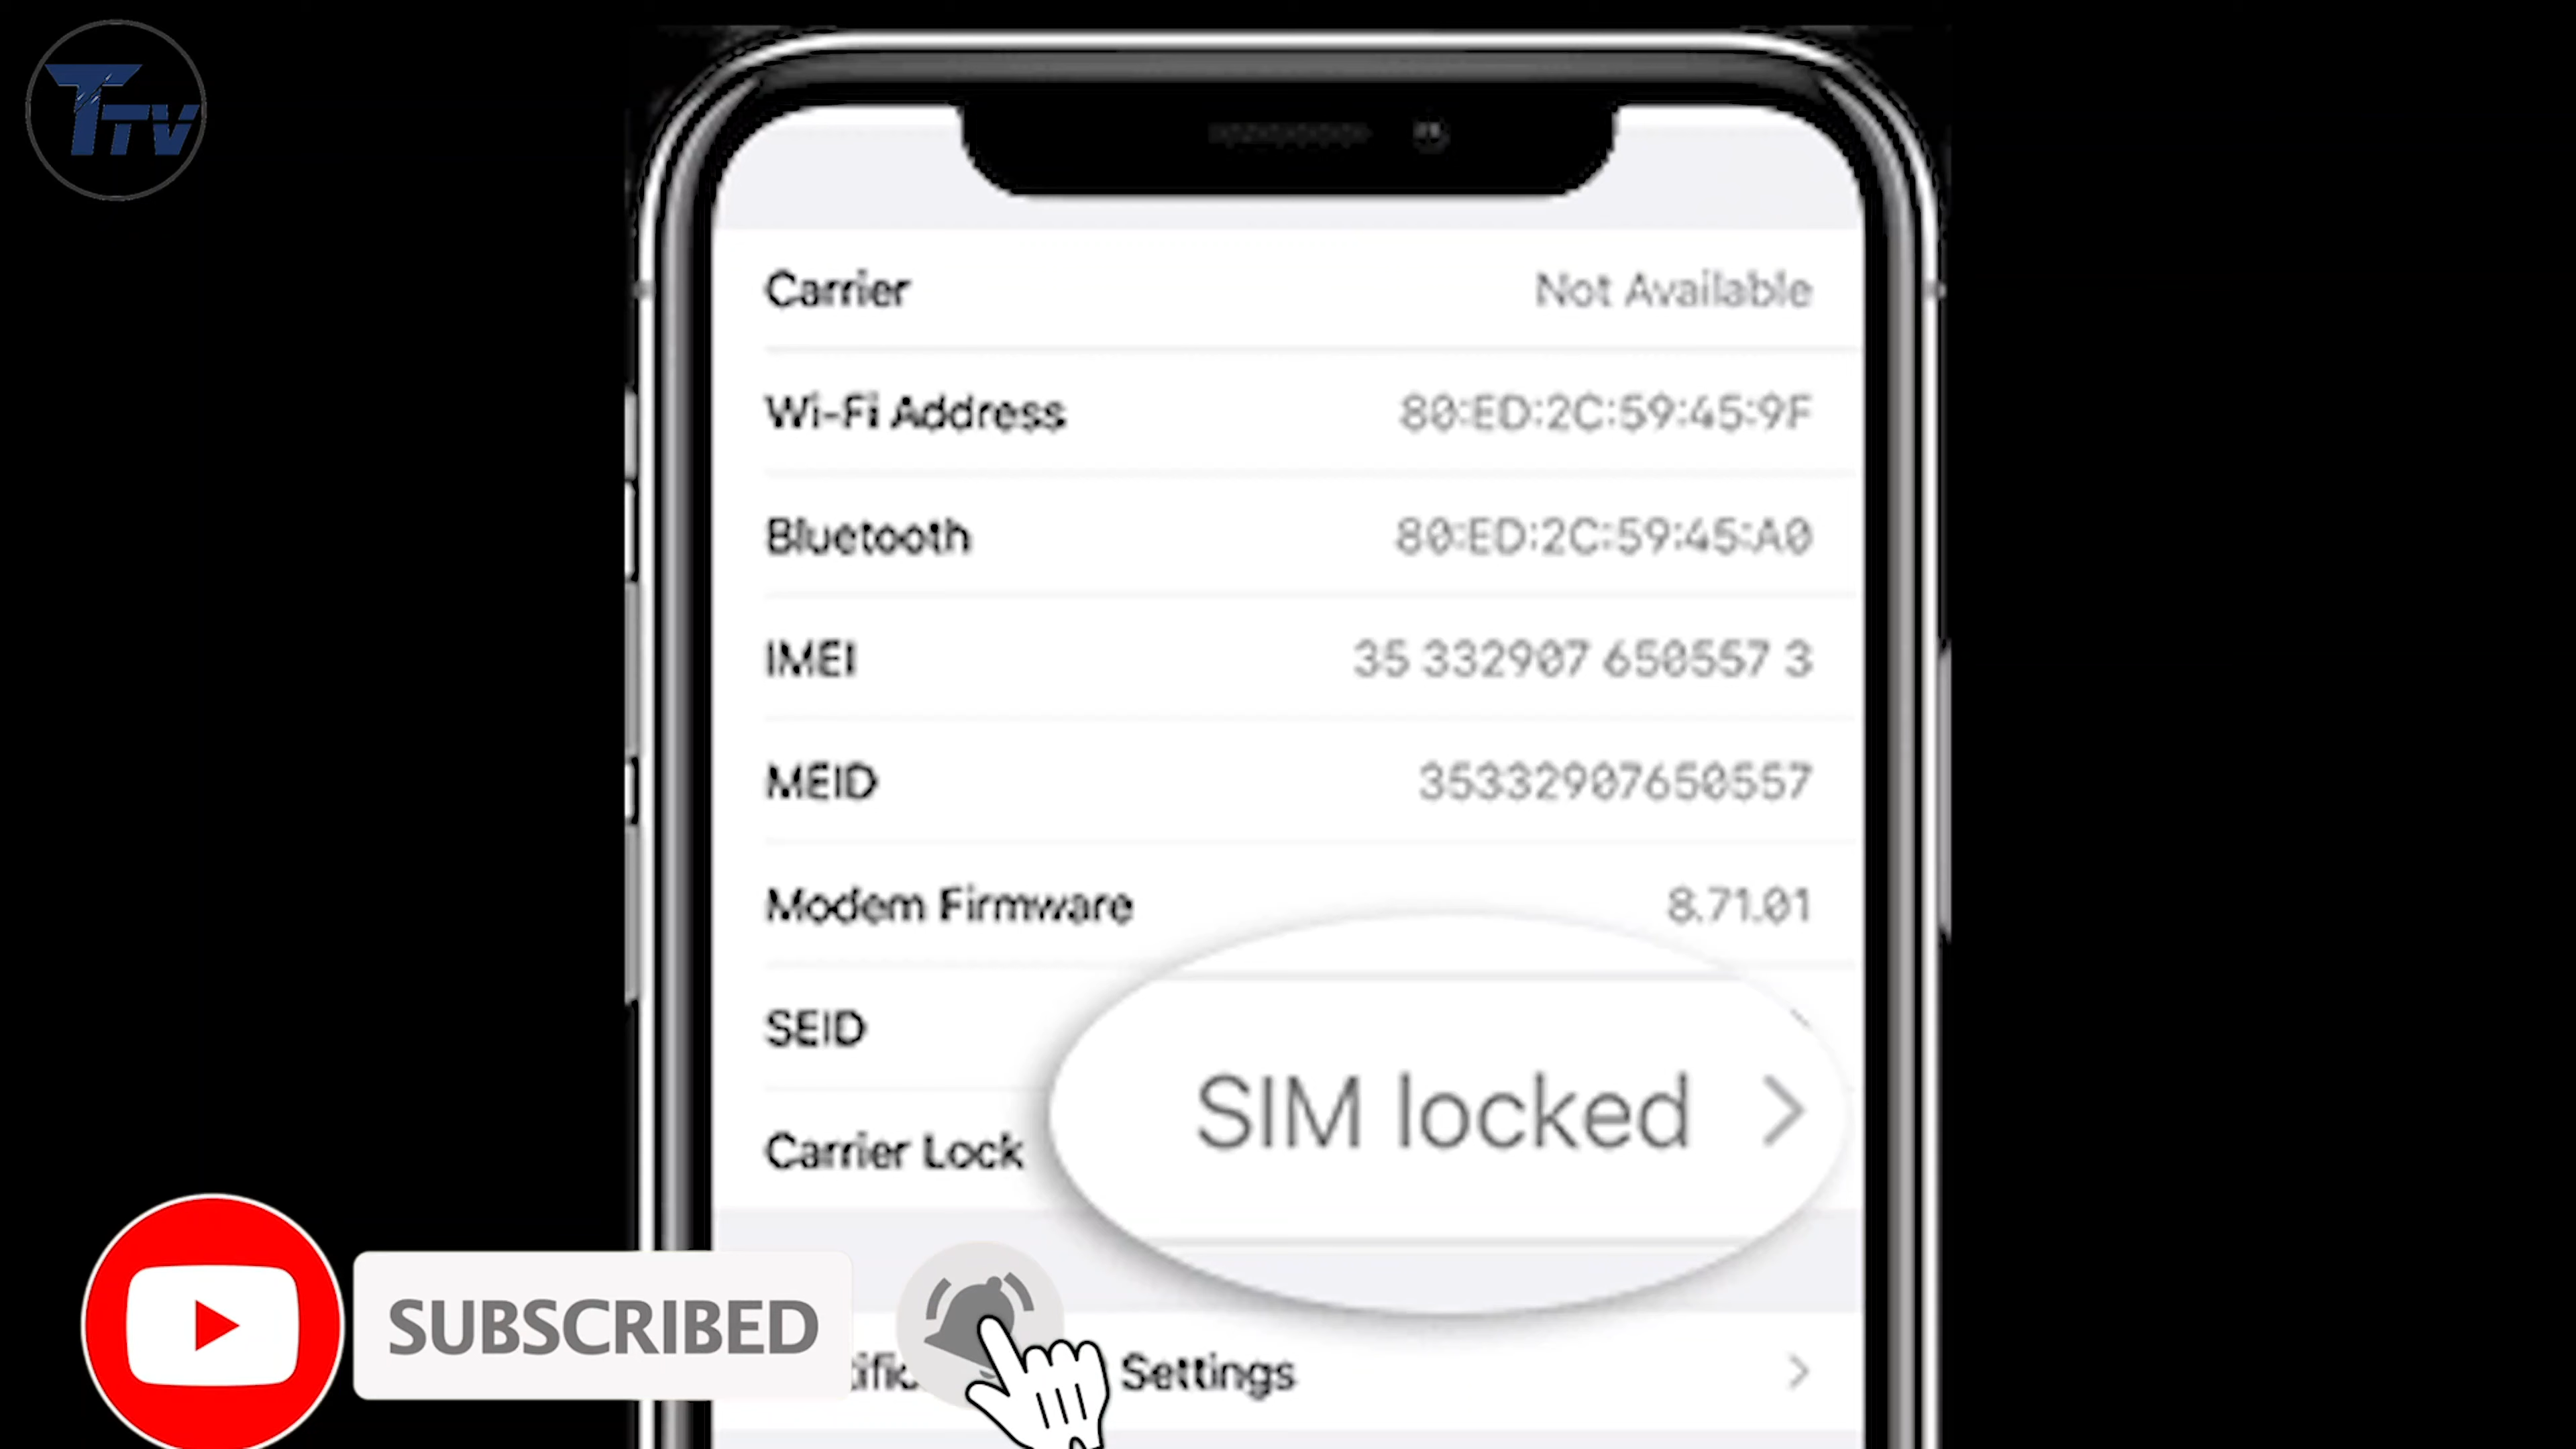 TTV
Carrier Not Available
Wi-Fi Address 80:ED:2C:59:45:9F
Bluetooth 80:ED:2C:59:45:A0
IMEI 35 332907 650557 3
MEID 35332907650557
Modem Firmware 8.71.01
SEID
Carrier Lock SIM locked
SUBSCRIBED
Settings